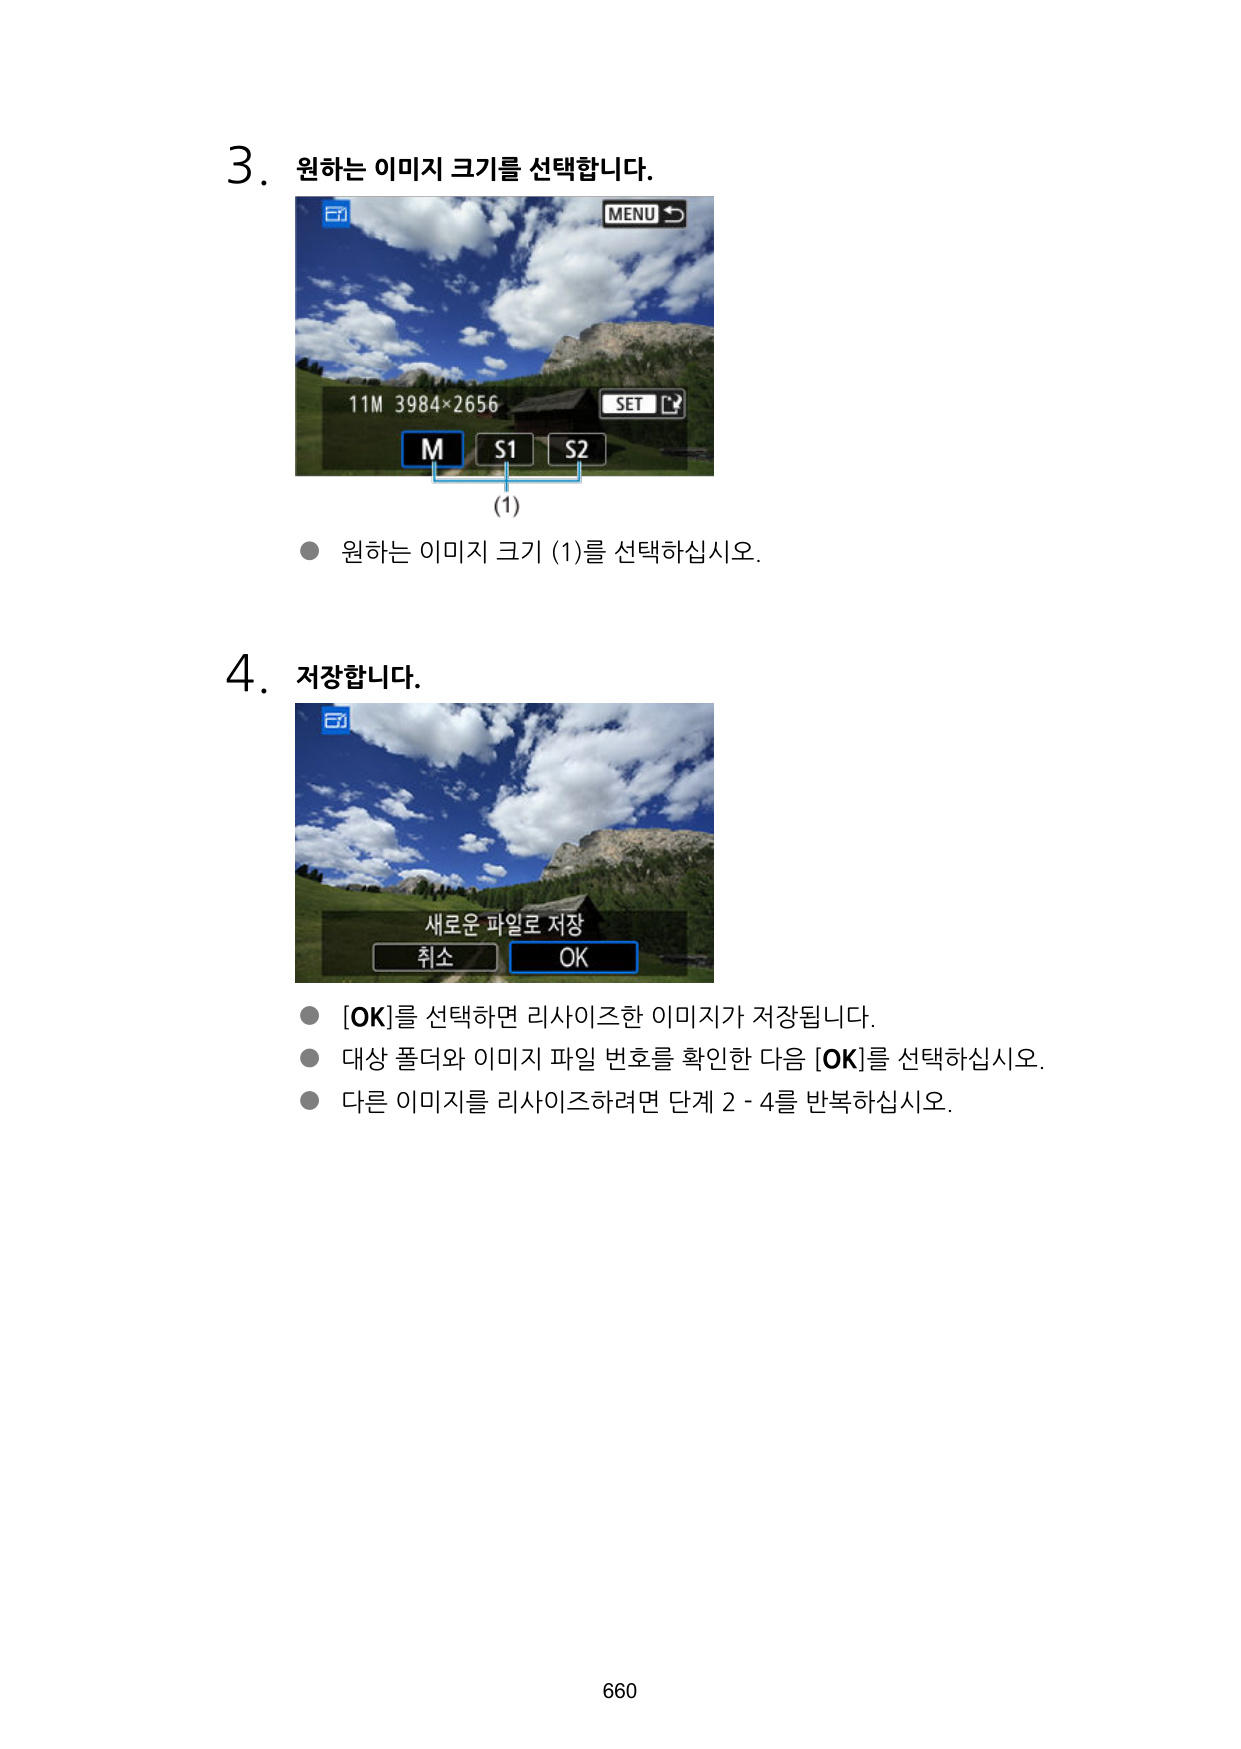 3. 원하는 이미지 크기를 선택합니다.
MENU
11M 3984×2656
SET
M S1 S2
(1)
● 원하는 이미지 크기 (1)를 선택하십시오.
4. 저장합니다.
새로운 파일로 저장
취소 OK
● [OK]를 선택하면 리사이즈한 이미지가 저장됩니다.
● 대상 폴더와 이미지 파일 번호를 확인한 다음 [OK]를 선택하십시오.
● 다른 이미지를 리사이즈하려면 단계 2 - 4를 반복하십시오.
660